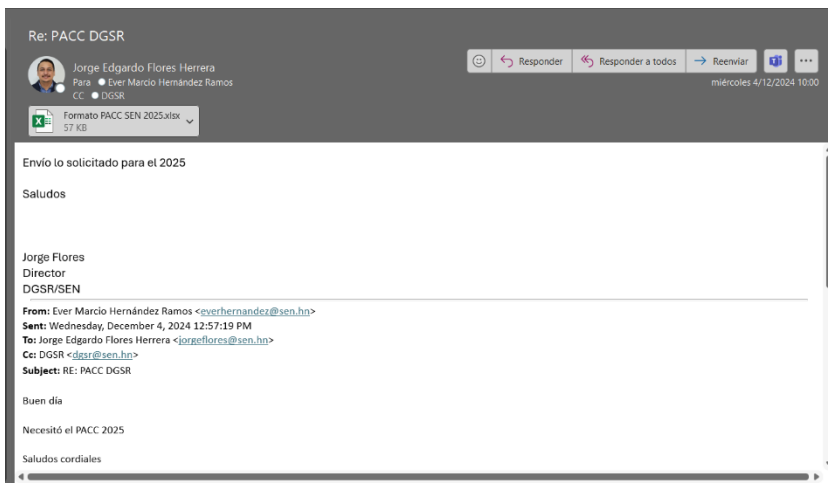 Re: PACC DGSR
Jorge Edgardo Flores Herrera
Para Ever Marcio Hernández Ramos
CC DGSR
Responder
Responder a todos
Reenviar
miércoles 4/12/2024 10:00
Formato PACC SEN 2025.xlsx
57 KB
Envío lo solicitado para el 2025
Saludos
Jorge Flores
Director
DGSR/SEN
From: Ever Marcio Hernández Ramos <everhernandez@sen.hn>
Sent: Wednesday, December 4, 2024 12:57:19 PM
To: Jorge Edgardo Flores Herrera <jorgeflores@sen.hn>
Cc: DGSR <dgsr@sen.hn>
Subject: RE: PACC DGSR
Buen día
Necesitó el PACC 2025
Saludos cordiales